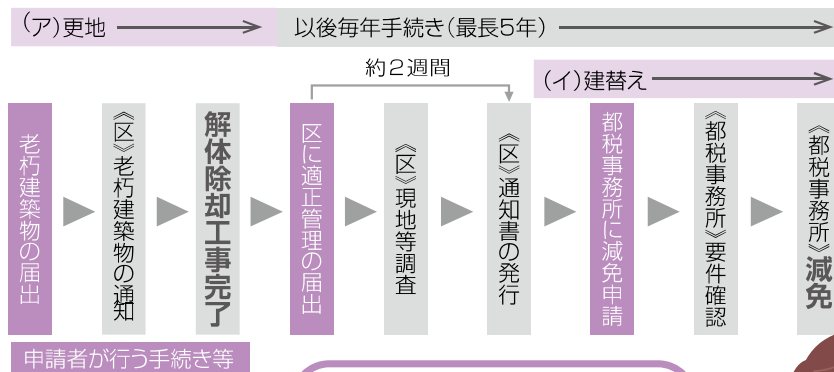 （ア）更地
以後毎年手続き（最長5年）
約２週間
（イ）建替え
老朽建築物の届出
《区》老朽建築物の通知
解体除却工事完了
区に適正管理の届出
《区》現地等調査
《区》通知書の発行
都税事務所に減免申請
《都税事務所》要件確認
《都税事務所》減免
申請者が行う手続き等